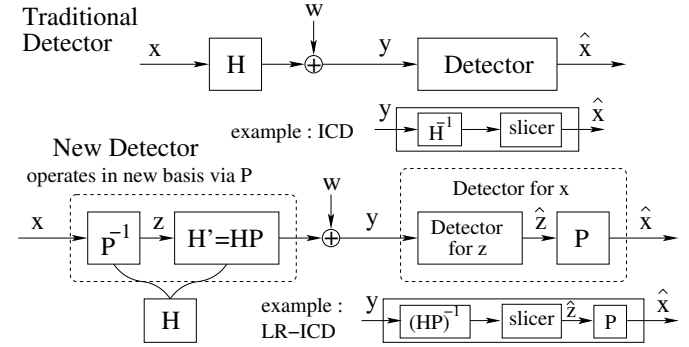 Traditional
Detector
x
H
w
y
Detector
x̂
example : ICD
y
H⁻¹
slicer
x̂
New Detector
operates in new basis via P
x
P⁻¹
z
H'=HP
H
w
y
Detector for x
Detector
for z
ẑ
P
x̂
example :
LR−ICD
y
(HP)⁻¹
slicer
ẑ
P
x̂